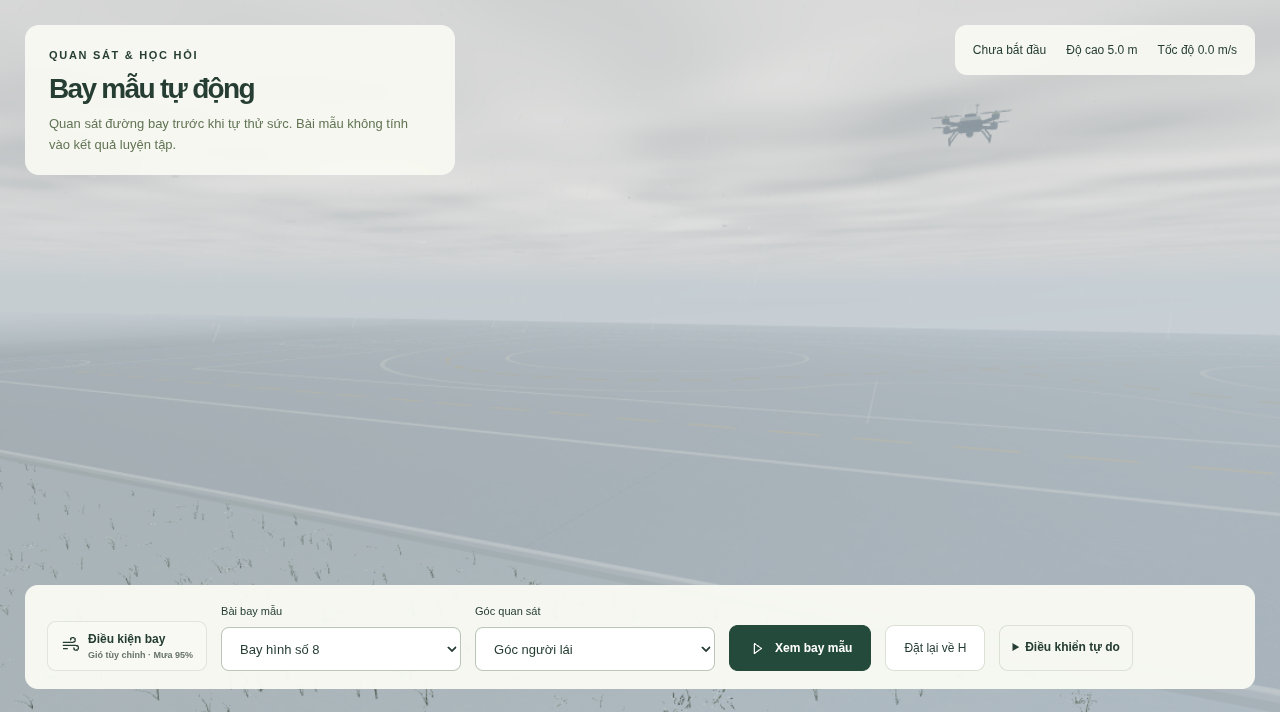 QUAN SÁT & HỌC HỎI
Bay mẫu tự động
Quan sát đường bay trước khi tự thử sức. Bài mẫu không tính
vào kết quả luyện tập.
Chưa bắt đầu Độ cao 5.0 m Tốc độ 0.0 m/s
Bài bay mẫu
Góc quan sát
Điều kiện bay
Gió tùy chỉnh · Mưa 95%
Bay hình số 8
Góc người lái
Xem bay mẫu
Đặt lại về H
Điều khiển tự do